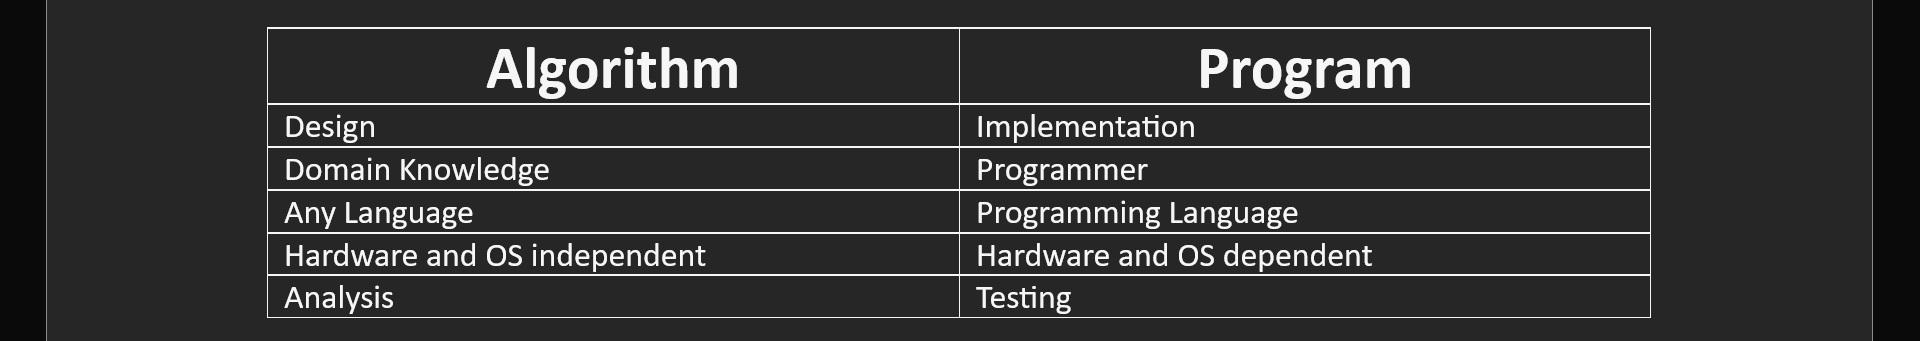 Algorithm Program
Design Implementation
Domain Knowledge Programmer
Any Language Programming Language
Hardware and OS independent Hardware and OS dependent
Analysis Testing